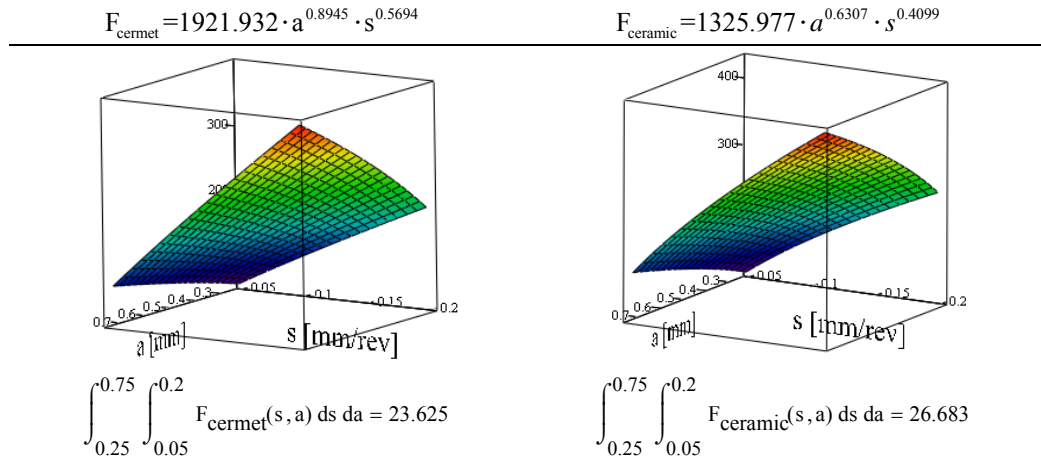 F_cermet = 1921.932 · a^0.8945 · s^0.5694
F_ceramic = 1325.977 · a^0.6307 · s^0.4099
300
0.7 0.6 0.5 0.4 0.3
0.05 0.1 0.15 0.2
a [mm]
s [mm/rev]
400
300
0.7 0.6 0.5 0.4 0.3
0.05 0.1 0.15 0.2
a [mm]
s [mm/rev]
∫_0.25^0.75 ∫_0.05^0.2 F_cermet(s, a) ds da = 23.625
∫_0.25^0.75 ∫_0.05^0.2 F_ceramic(s, a) ds da = 26.683